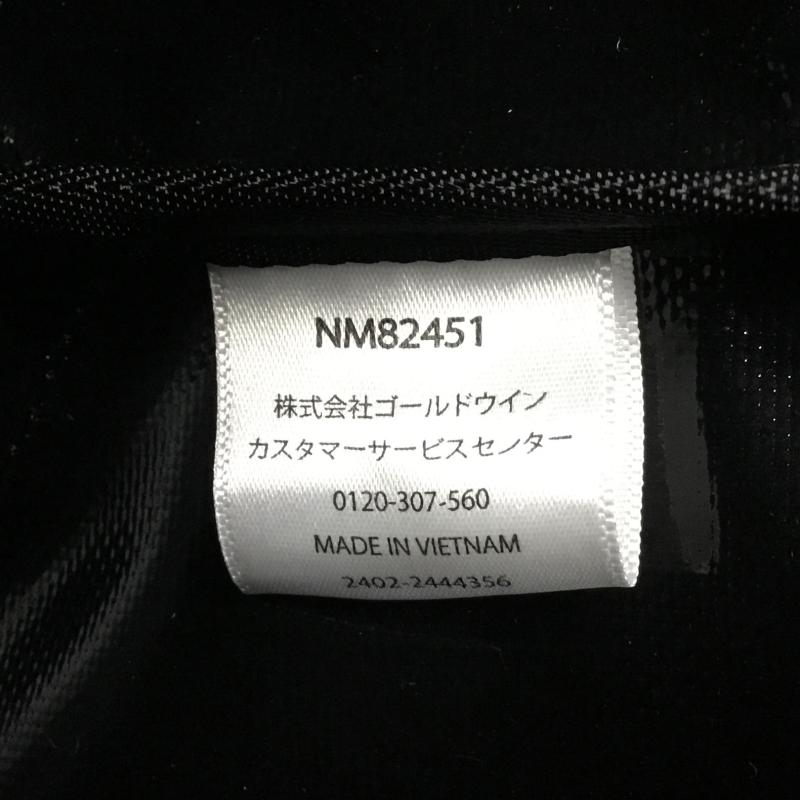 NM82451
株式会社ゴールドウイン
カスタマーサービスセンター
0120-307-560
MADE IN VIETNAM
2402-2444356